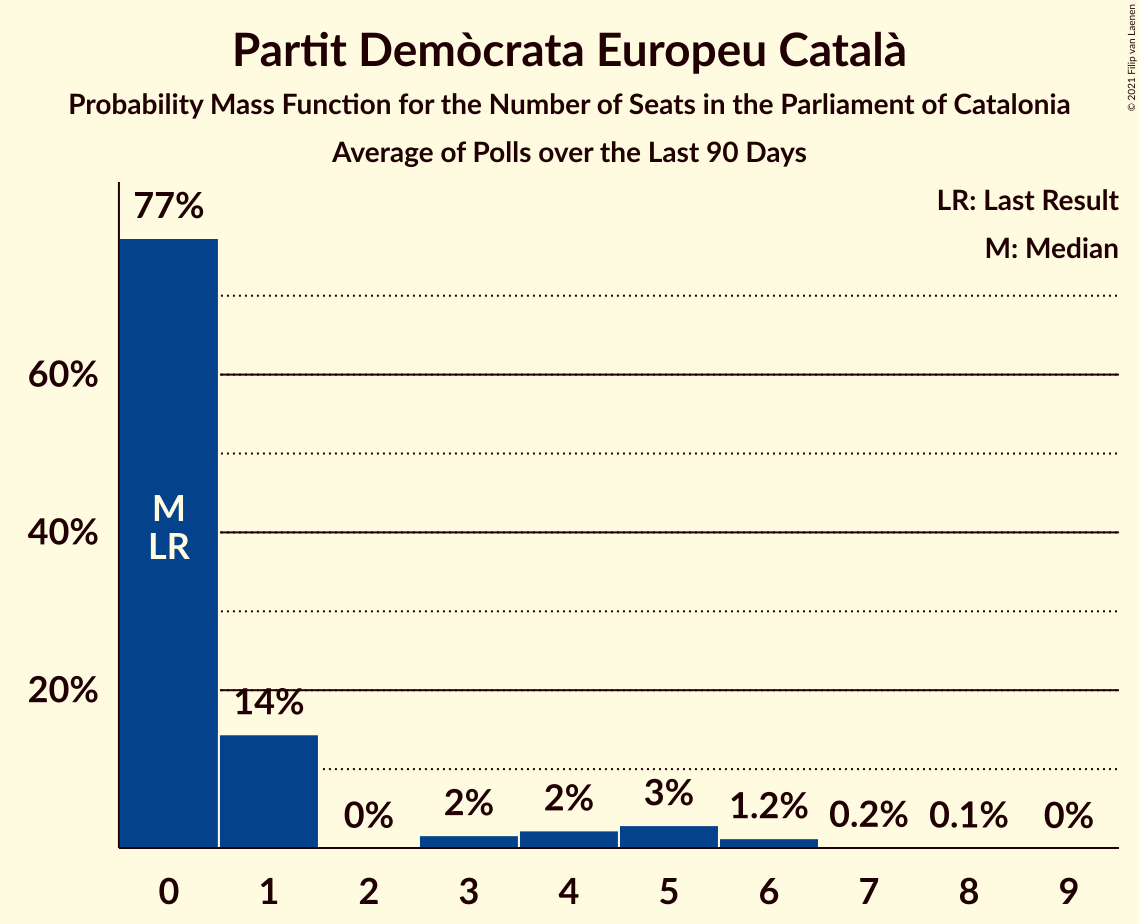 Partit Demòcrata Europeu Català
Probability Mass Function for the Number of Seats in the Parliament of Catalonia
Average of Polls over the Last 90 Days
© 2021 Filip van Laenen
LR: Last Result
M: Median
77%
60%
40%
20%
M
LR
14%
0%
2%
2%
3%
1.2%
0.2%
0.1%
0%
0 1 2 3 4 5 6 7 8 9